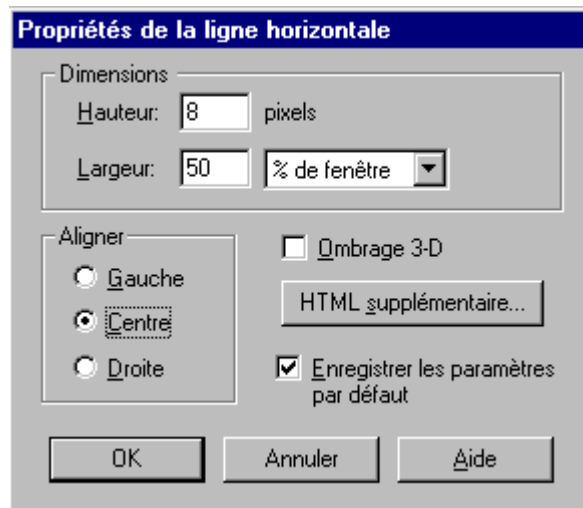 Propriétés de la ligne horizontale
Dimensions
Hauteur: 8 pixels
Largeur: 50 % de fenêtre
Aligner
Gauche
Centre
Droite
Ombrage 3-D
HTML supplémentaire...
Enregistrer les paramètres
par défaut
OK Annuler Aide